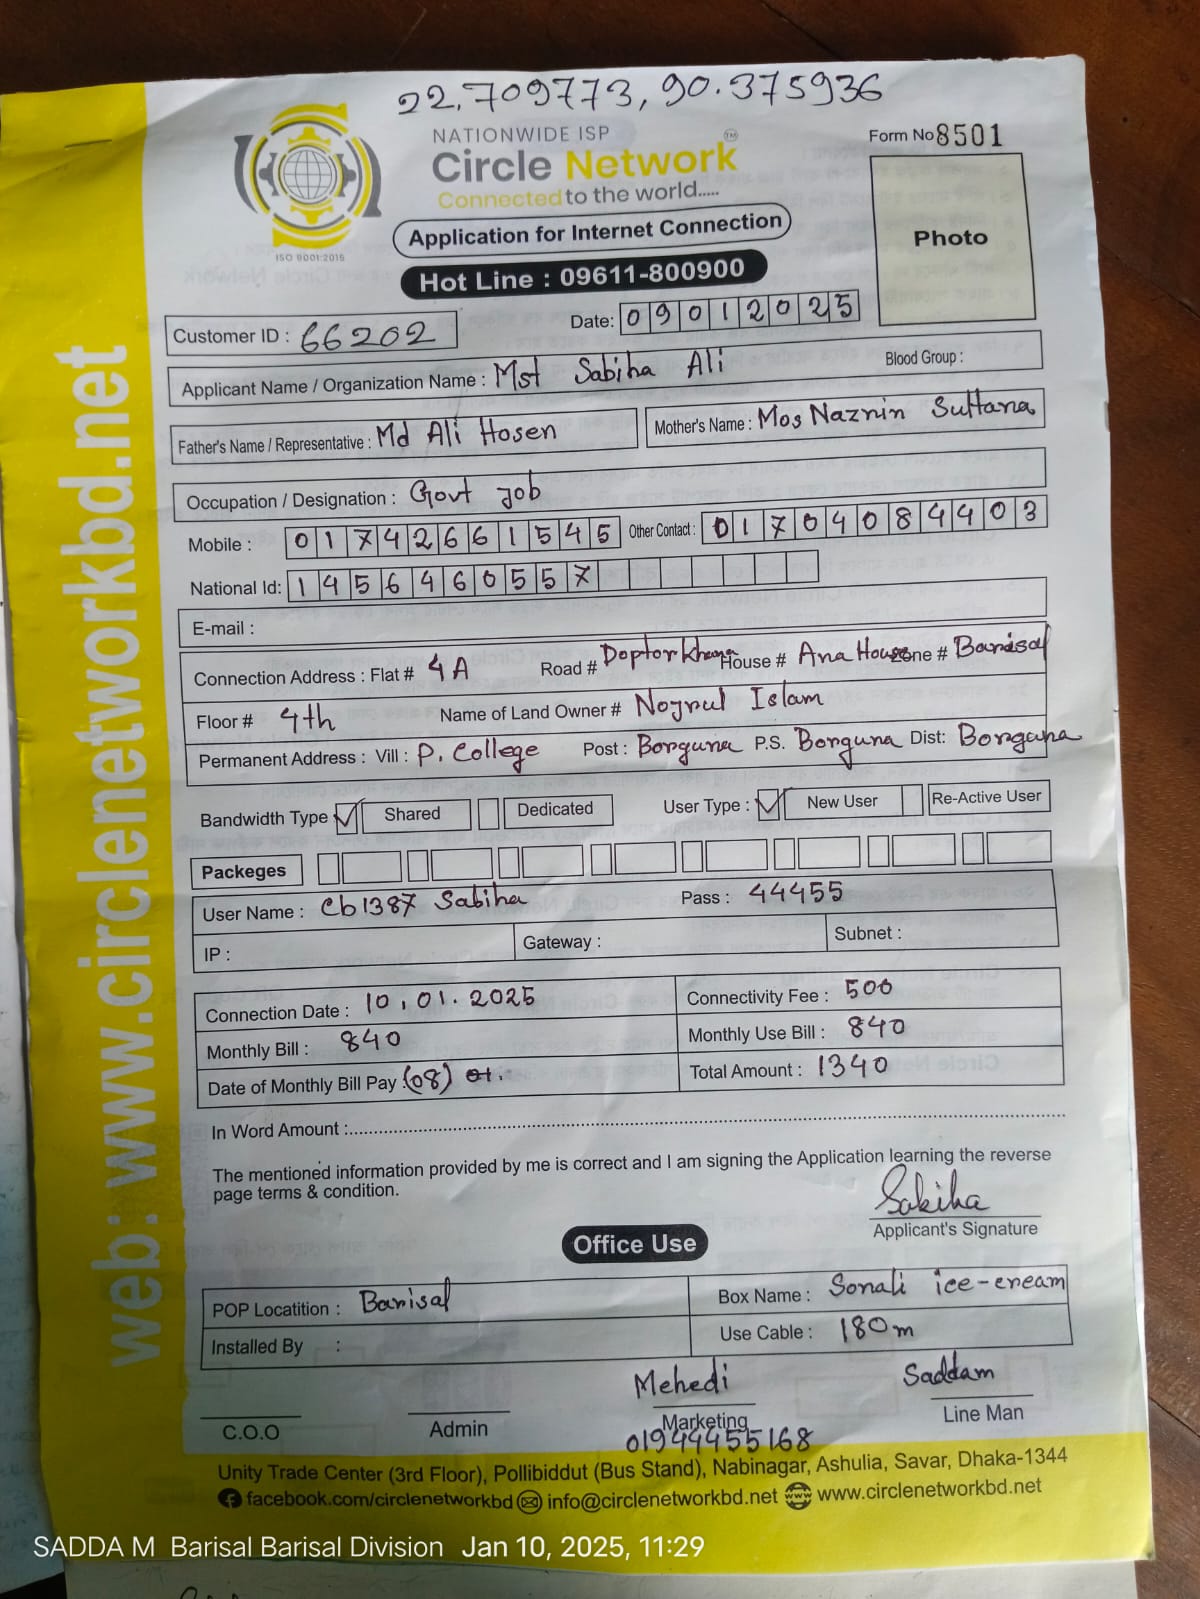 22.709773, 90.375936
NATIONWIDE ISP
Circle Network TM
Connected to the world.....
Form No 8501
ISO 9001:2015
Application for Internet Connection
Photo
Hot Line : 09611-800900
Customer ID : 66202
Date: 09012025
Applicant Name / Organization Name : Mst Sabiha Ali Blood Group :
Father's Name / Representative : Md Ali Hosen Mother's Name : Mos Naznin Sultana
Occupation / Designation : Govt job
Mobile : 01742661545 Other Contact : 01704084403
National Id: 1456460557
E-mail :
Connection Address : Flat # 4A Road # Doptorkhana House # Ana House Zone # Barisal
Floor # 4th Name of Land Owner # Nojrul Islam
Permanent Address : Vill : P. College Post : Borguna P.S. Borguna Dist: Borguna
Bandwidth Type Shared Dedicated User Type : New User Re-Active User
Packeges
User Name : cb1387 Sabiha Pass : 44455
IP : Gateway : Subnet :
Connection Date : 10.01.2025 Connectivity Fee : 500
Monthly Bill : 840 Monthly Use Bill : 840
Date of Monthly Bill Pay : (08) 01. Total Amount : 1340
In Word Amount :
The mentioned information provided by me is correct and I am signing the Application learning the reverse
page terms & condition.
Sabiha
Applicant's Signature
Office Use
POP Locatition : Barisal Box Name : Sonali ice-cream
Installed By : Use Cable : 180m
Mehedi Saddam
C.O.O Admin Marketing Line Man
01944455168
Unity Trade Center (3rd Floor), Pollibiddut (Bus Stand), Nabinagar, Ashulia, Savar, Dhaka-1344
facebook.com/circlenetworkbd info@circlenetworkbd.net www.circlenetworkbd.net
web: www.circlenetworkbd.net
SADDA M Barisal Barisal Division Jan 10, 2025, 11:29